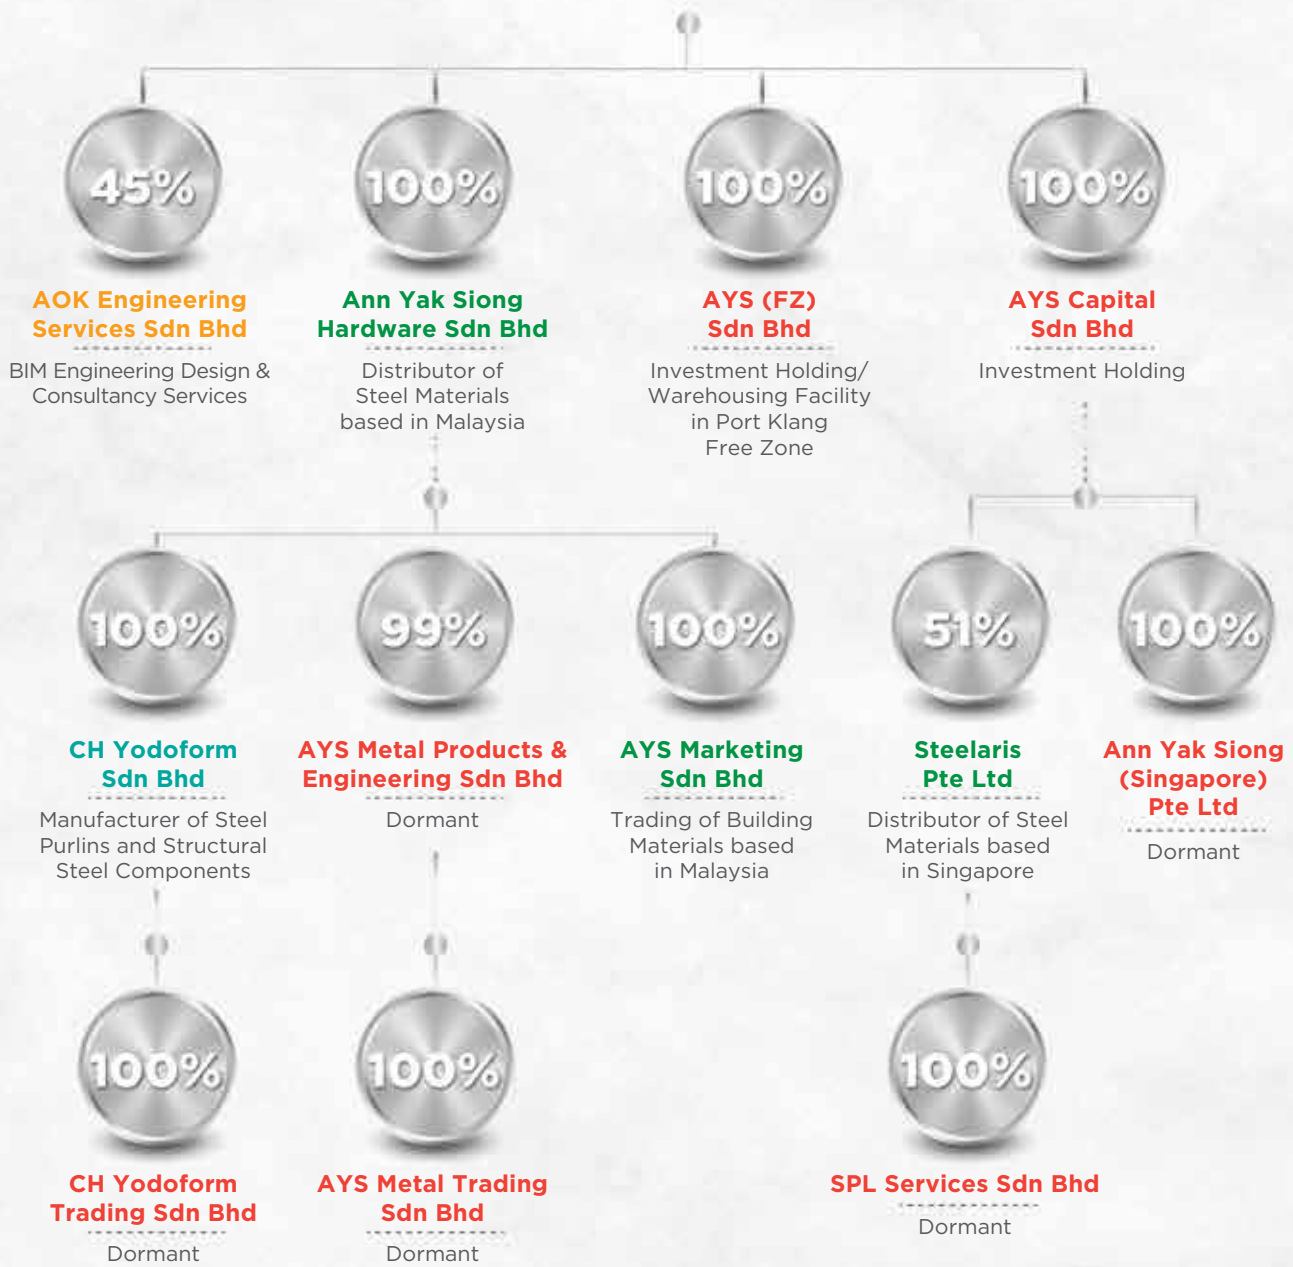 45%
AOK Engineering
Services Sdn Bhd
BIM Engineering Design &
Consultancy Services
100%
Ann Yak Siong
Hardware Sdn Bhd
Distributor of
Steel Materials
based in Malaysia
100%
AYS (FZ)
Sdn Bhd
Investment Holding/
Warehousing Facility
in Port Klang
Free Zone
100%
AYS Capital
Sdn Bhd
Investment Holding
100%
CH Yodoform
Sdn Bhd
Manufacturer of Steel
Purlins and Structural
Steel Components
99%
AYS Metal Products &
Engineering Sdn Bhd
Dormant
100%
AYS Marketing
Sdn Bhd
Trading of Building
Materials based
in Malaysia
51%
Steelaris
Pte Ltd
Distributor of Steel
Materials based
in Singapore
100%
Ann Yak Siong
(Singapore)
Pte Ltd
Dormant
100%
CH Yodoform
Trading Sdn Bhd
Dormant
100%
AYS Metal Trading
Sdn Bhd
Dormant
100%
SPL Services Sdn Bhd
Dormant